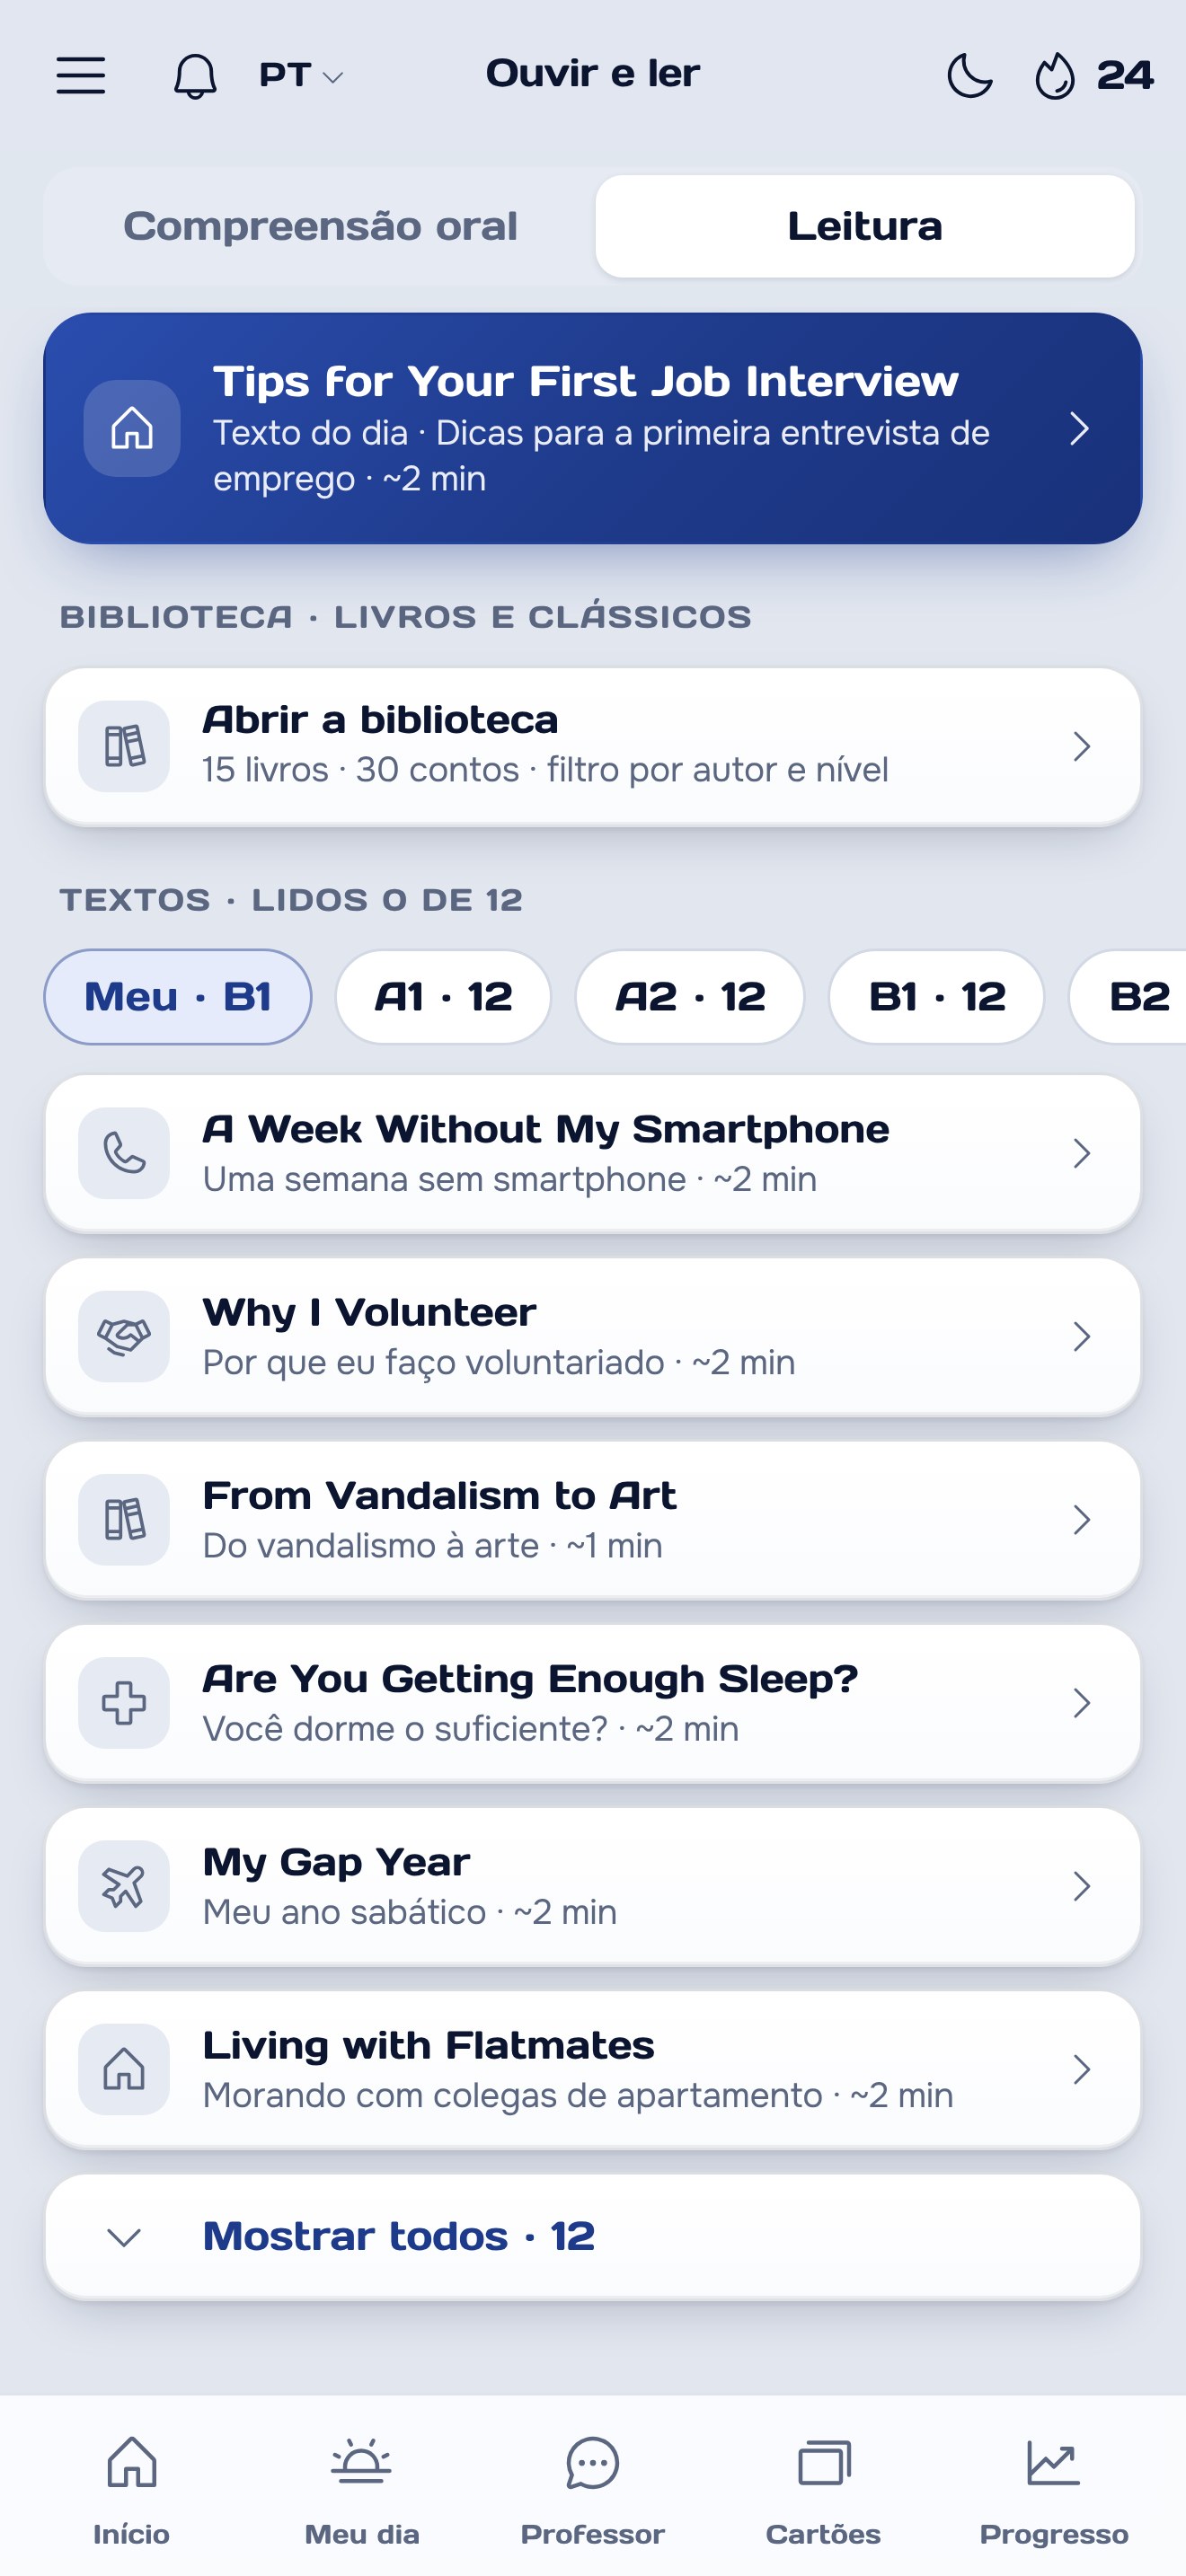 PT
Ouvir e ler
24
Compreensão oral
Leitura
Tips for Your First Job Interview
Texto do dia · Dicas para a primeira entrevista de
emprego · ~2 min
BIBLIOTECA · LIVROS E CLÁSSICOS
Abrir a biblioteca
15 livros · 30 contos · filtro por autor e nível
TEXTOS · LIDOS 0 DE 12
Meu · B1
A1 · 12
A2 · 12
B1 · 12
B2
A Week Without My Smartphone
Uma semana sem smartphone · ~2 min
Why I Volunteer
Por que eu faço voluntariado · ~2 min
From Vandalism to Art
Do vandalismo à arte · ~1 min
Are You Getting Enough Sleep?
Você dorme o suficiente? · ~2 min
My Gap Year
Meu ano sabático · ~2 min
Living with Flatmates
Morando com colegas de apartamento · ~2 min
Mostrar todos · 12
Início
Meu dia
Professor
Cartões
Progresso